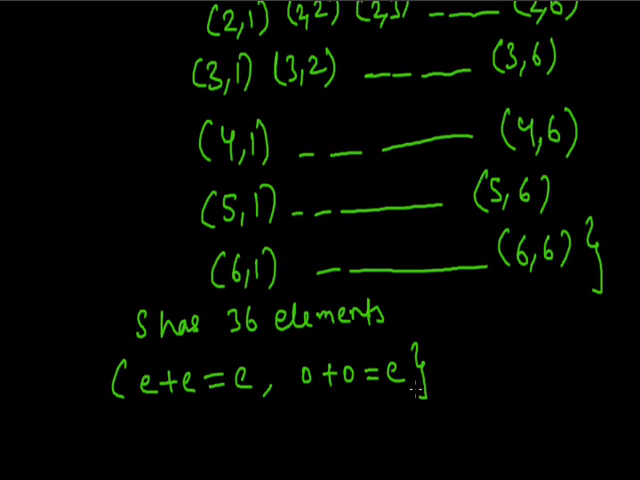 (2,1) (2,2) (2,3) ----- (2,6)
(3,1) (3,2) ----- (3,6)
(4,1) ----- (4,6)
(5,1) ----- (5,6)
(6,1) ----- (6,6) }
S has 36 elements
( e+e = e, o+o = e }